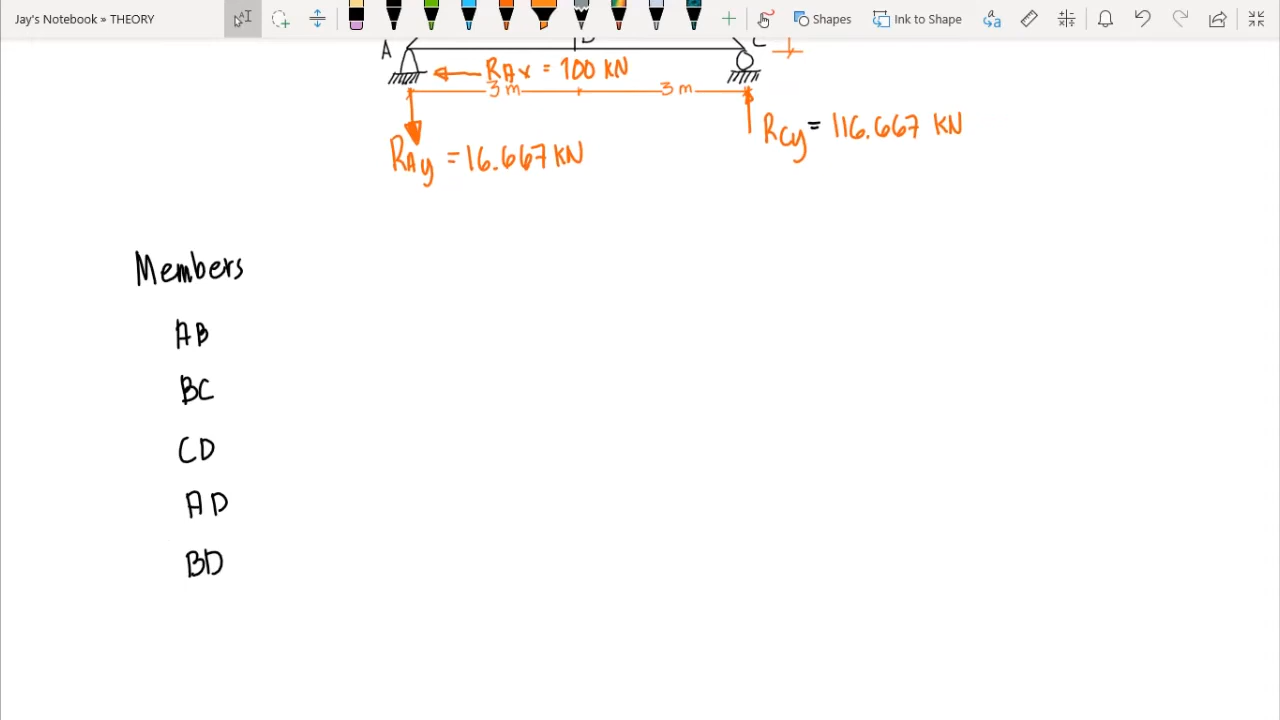 Jay's Notebook » THEORY
Shapes
Ink to Shape
A
D
C
RAx = 100 KN
3 m
3 m
RCy = 116.667 KN
RAy = 16.667 KN
Members
AB
BC
CD
AD
BD